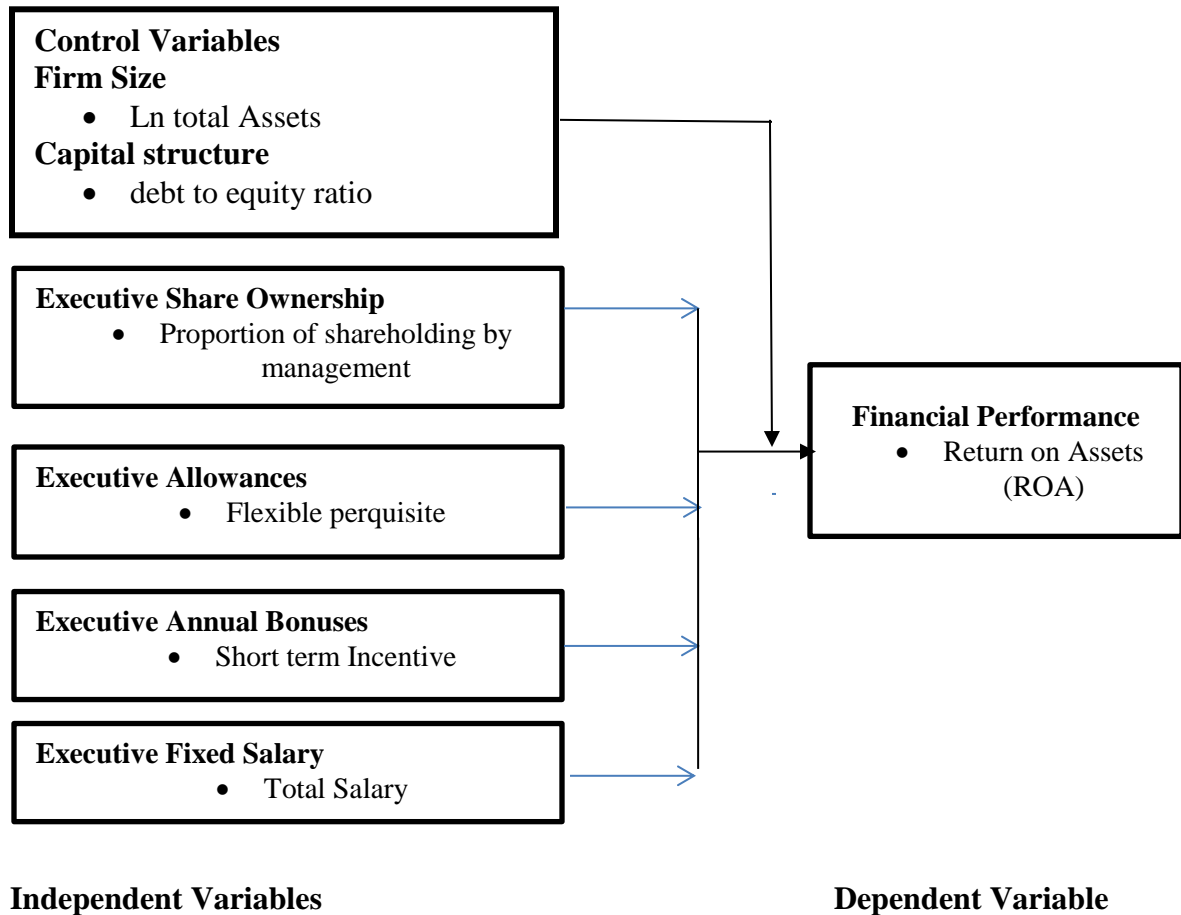 Control Variables
Firm Size
• Ln total Assets
Capital structure
• debt to equity ratio
Executive Share Ownership
• Proportion of shareholding by
management
Executive Allowances
• Flexible perquisite
Executive Annual Bonuses
• Short term Incentive
Executive Fixed Salary
• Total Salary
Financial Performance
• Return on Assets
(ROA)
Independent Variables
Dependent Variable